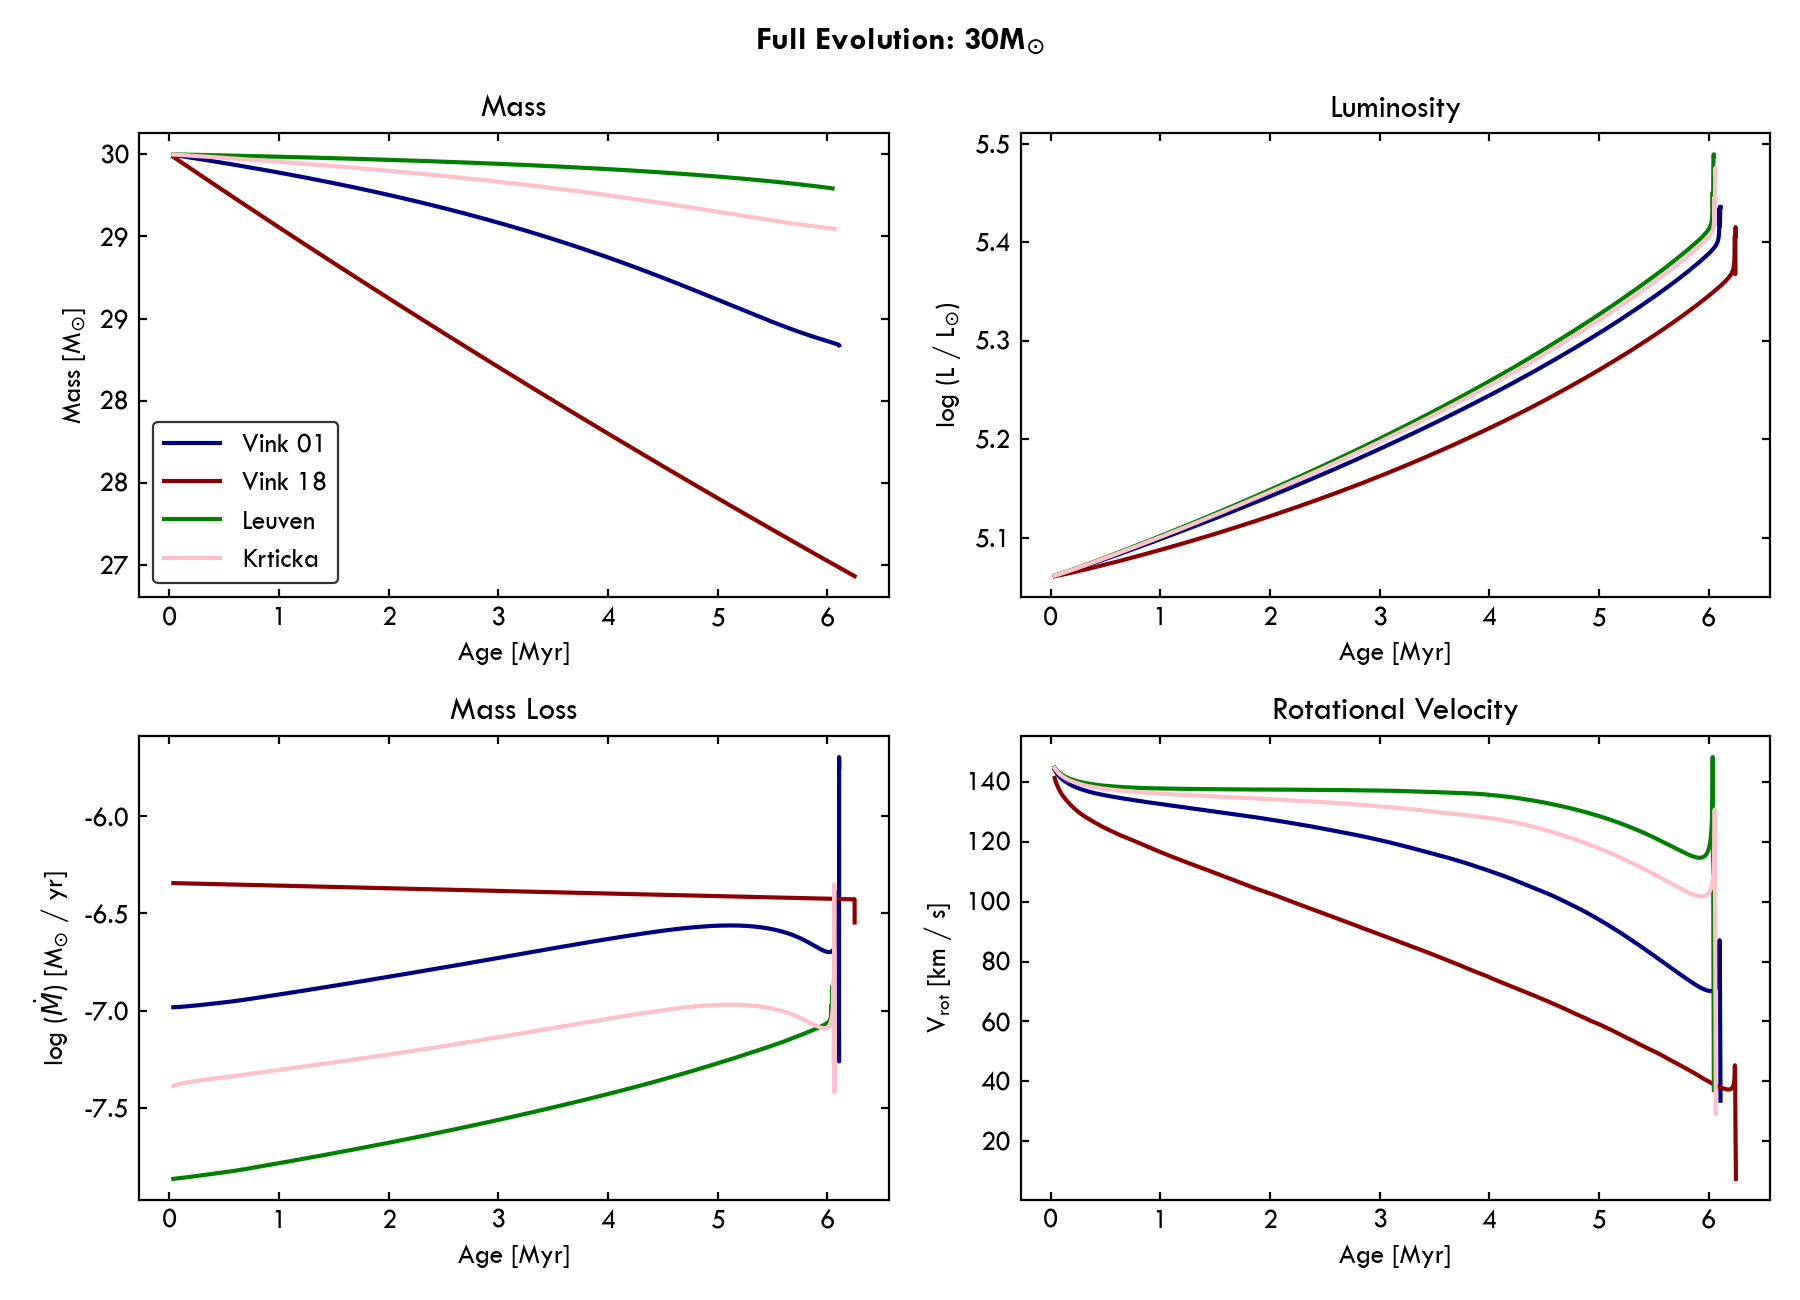 Full Evolution: 30M⊙
Mass
30
29
29
28
28
27
Mass [M⊙]
Vink 01
Vink 18
Leuven
Krticka
0 1 2 3 4 5 6
Age [Myr]
Luminosity
5.5
5.4
5.3
5.2
5.1
log (L / L⊙)
0 1 2 3 4 5 6
Age [Myr]
Mass Loss
-6.0
-6.5
-7.0
-7.5
log (Ṁ) [M⊙ / yr]
0 1 2 3 4 5 6
Age [Myr]
Rotational Velocity
140
120
100
80
60
40
20
Vrot [km / s]
0 1 2 3 4 5 6
Age [Myr]